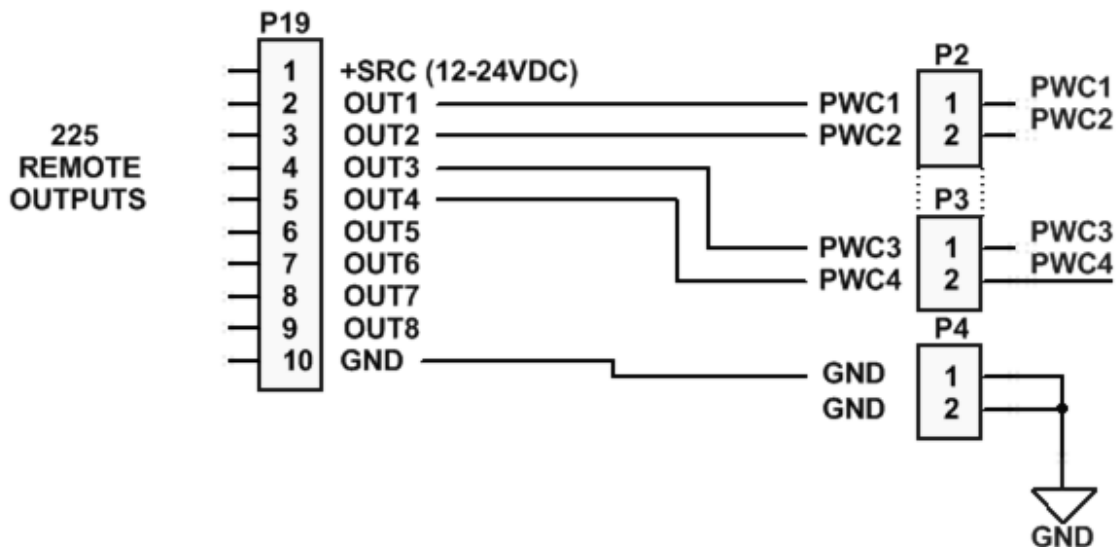 P19
1 +SRC (12-24VDC)
2 OUT1
3 OUT2
4 OUT3
5 OUT4
6 OUT5
7 OUT6
8 OUT7
9 OUT8
10 GND
225
REMOTE
OUTPUTS
P2
PWC1 1 PWC1
PWC2 2 PWC2
P3
PWC3 1 PWC3
PWC4 2 PWC4
P4
GND 1
GND 2
GND